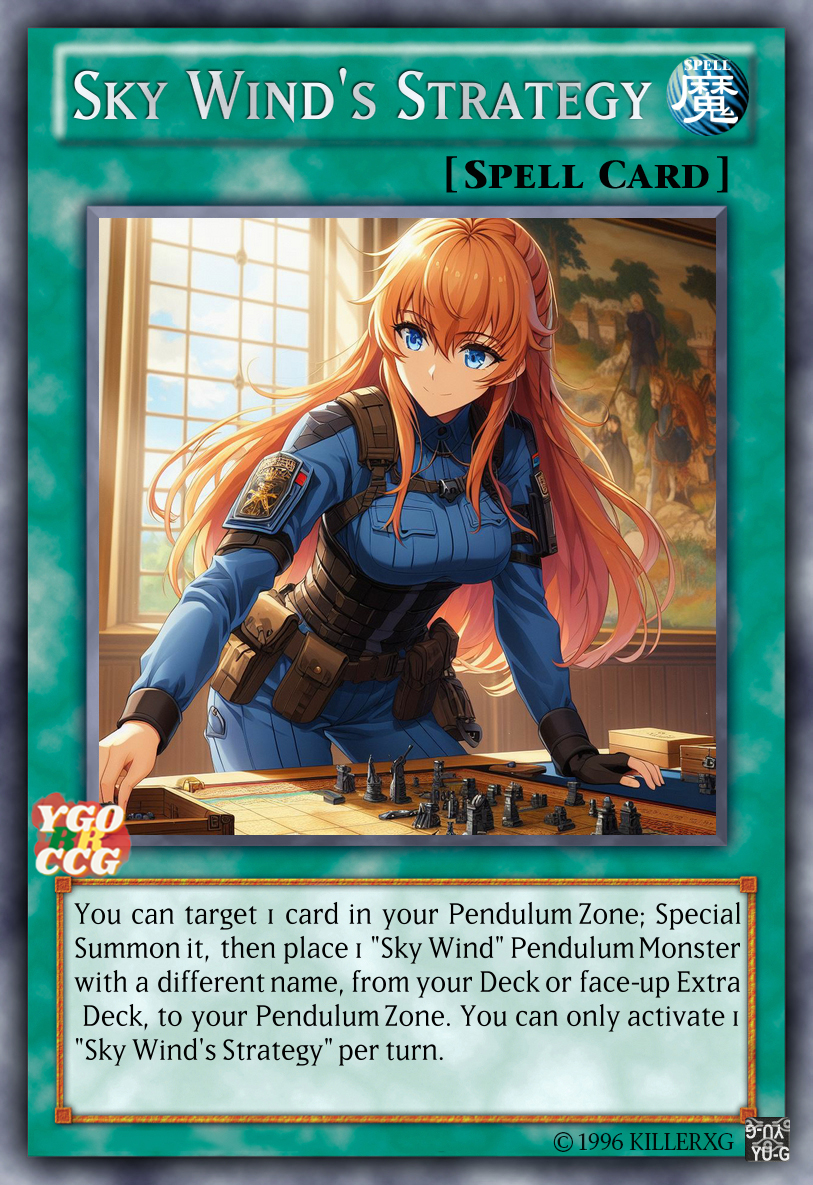 Sky Wind's Strategy
SPELL
魔
[Spell Card]
YGO
BR
CCG
You can target 1 card in your Pendulum Zone; Special
Summon it, then place 1 "Sky Wind" Pendulum Monster
with a different name, from your Deck or face-up Extra
Deck, to your Pendulum Zone. You can only activate 1
"Sky Wind's Strategy" per turn.
© 1996 KILLERXG
YU-G